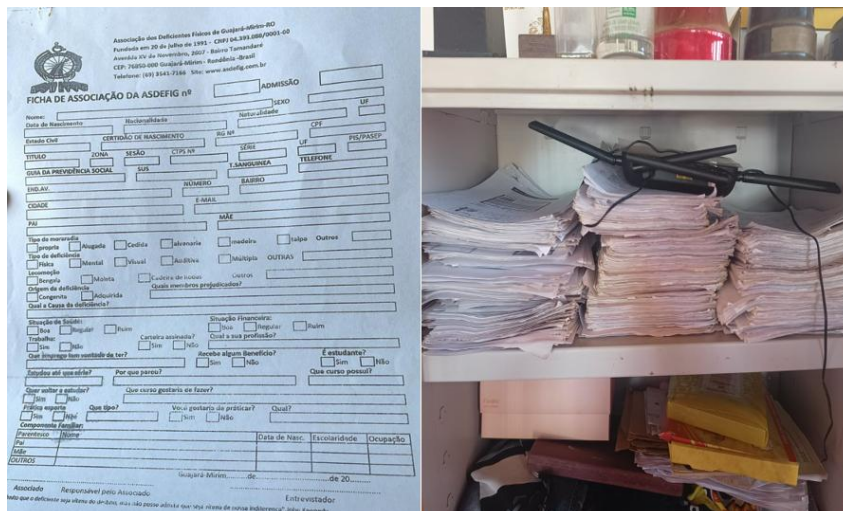 Associação dos Deficientes Físicos de Guajará-Mirim-RO
Fundada em 20 de julho de 1991 - CNPJ 04.393.088/0001-60
Avenida XV de Novembro, 2607 - Bairro Tamandaré
CEP: 76850-000 Guajará-Mirim - Rondônia -Brasil
Telefone: (69) 3541-7166 Site: www.asdefig.com.br
FICHA DE ASSOCIAÇÃO DA ASDEFIG nº ADMISSÃO
Nome: SEXO
Data de Nascimento Nacionalidade Naturalidade UF
Estado Civil CERTIDÃO DE NASCIMENTO RG Nº CPF
TITULO ZONA SESÃO CTPS Nº SÉRIE UF PIS/PASEP
GUIA DA PREVIDÊNCIA SOCIAL SUS T.SANGUINEA TELEFONE
END.AV. NÚMERO BAIRRO
CIDADE E-MAIL
PAI MÃE
Tipo de moraradia
propria Alugada Cedida alvenaria madeira taipa Outros
Tipo de deficiência
Física Mental Visual Auditiva Múltipla OUTRAS
Locomoção
Bengala Moleta Cadeira de Rodas Outros
Origem da deficiência Quais membros prejudicados?
Congenita Adquirida
Qual a Causa da deficiência?
Situação de Saúde: Situação Financeira:
Boa Regular Ruim Boa Regular Ruim
Trabalho: Carteira assinada? Qual a sua profissão?
Sim Não Sim Não
Que emprego tem vontade de ter? Recebe algum Beneficio? É estudante?
Sim Não Sim Não
Estudou até que série? Por que parou? Que curso possui?
Quer voltar a estudar? Que curso gostaria de fazer?
Sim Não
Prática esporte Que tipo? Você gostaria de práticar? Qual?
Sim Não Sim Não
Componente Familiar:
Parentesco Nome Data de Nasc. Escolaridade Ocupação
Pai
Mãe
OUTROS
Guajará-Mirim,........de............................de 20.........
Associado Responsável pelo Associado Entrevistador